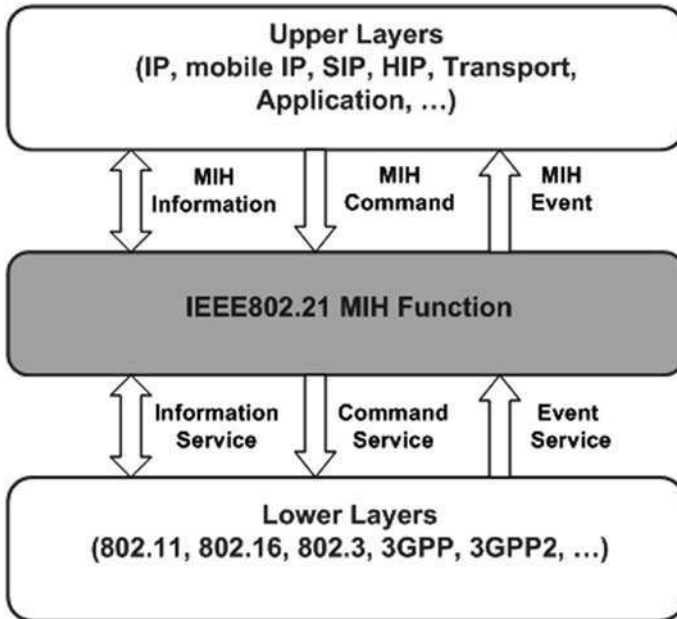 Upper Layers
(IP, mobile IP, SIP, HIP, Transport,
Application, ...)
MIH
Information
MIH
Command
MIH
Event
IEEE802.21 MIH Function
Information
Service
Command
Service
Event
Service
Lower Layers
(802.11, 802.16, 802.3, 3GPP, 3GPP2, ...)